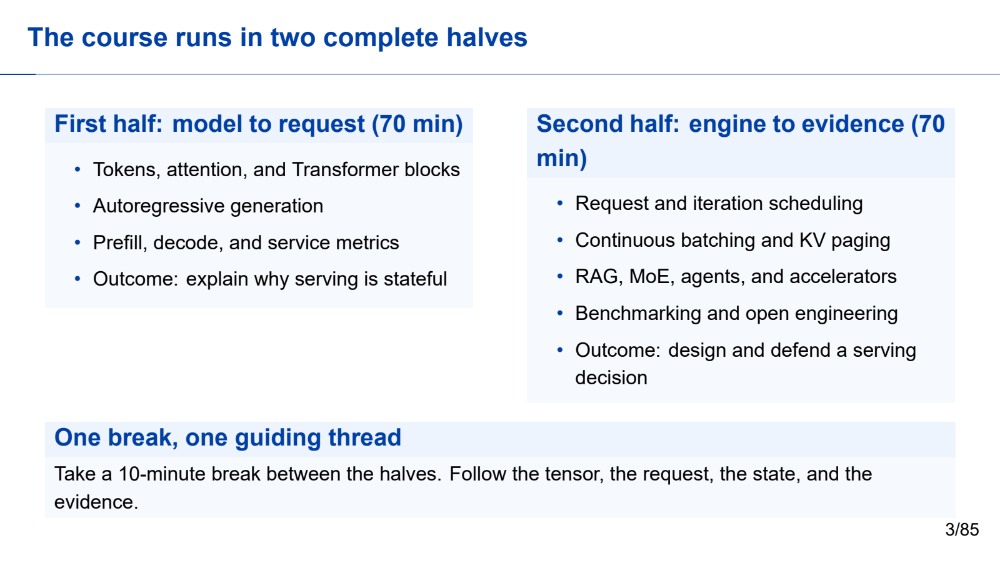 The course runs in two complete halves
First half: model to request (70 min)
• Tokens, attention, and Transformer blocks
• Autoregressive generation
• Prefill, decode, and service metrics
• Outcome: explain why serving is stateful
Second half: engine to evidence (70
min)
• Request and iteration scheduling
• Continuous batching and KV paging
• RAG, MoE, agents, and accelerators
• Benchmarking and open engineering
• Outcome: design and defend a serving
decision
One break, one guiding thread
Take a 10-minute break between the halves. Follow the tensor, the request, the state, and the
evidence.
3/85